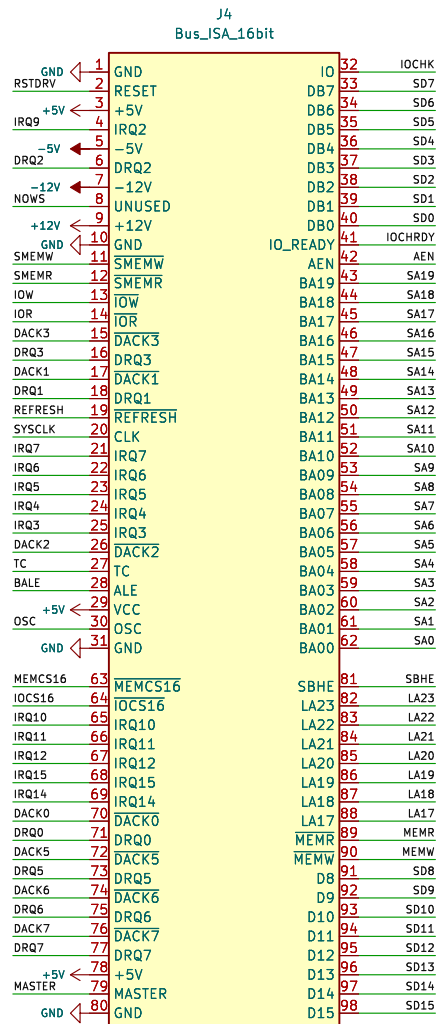 J4
Bus_ISA_16bit
GND 1 GND IO 32 IOCHK
RSTDRV 2 RESET DB7 33 SD7
+5V 3 +5V DB6 34 SD6
IRQ9 4 IRQ2 DB5 35 SD5
-5V 5 -5V DB4 36 SD4
DRQ2 6 DRQ2 DB3 37 SD3
-12V 7 -12V DB2 38 SD2
NOWS 8 UNUSED DB1 39 SD1
+12V 9 +12V DB0 40 SD0
GND 10 GND IO_READY 41 IOCHRDY
SMEMW 11 SMEMW AEN 42 AEN
SMEMR 12 SMEMR BA19 43 SA19
IOW 13 IOW BA18 44 SA18
IOR 14 IOR BA17 45 SA17
DACK3 15 DACK3 BA16 46 SA16
DRQ3 16 DRQ3 BA15 47 SA15
DACK1 17 DACK1 BA14 48 SA14
DRQ1 18 DRQ1 BA13 49 SA13
REFRESH 19 REFRESH BA12 50 SA12
SYSCLK 20 CLK BA11 51 SA11
IRQ7 21 IRQ7 BA10 52 SA10
IRQ6 22 IRQ6 BA09 53 SA9
IRQ5 23 IRQ5 BA08 54 SA8
IRQ4 24 IRQ4 BA07 55 SA7
IRQ3 25 IRQ3 BA06 56 SA6
DACK2 26 DACK2 BA05 57 SA5
TC 27 TC BA04 58 SA4
BALE 28 ALE BA03 59 SA3
+5V 29 VCC BA02 60 SA2
OSC 30 OSC BA01 61 SA1
GND 31 GND BA00 62 SA0
MEMCS16 63 MEMCS16 SBHE 81 SBHE
IOCS16 64 IOCS16 LA23 82 LA23
IRQ10 65 IRQ10 LA22 83 LA22
IRQ11 66 IRQ11 LA21 84 LA21
IRQ12 67 IRQ12 LA20 85 LA20
IRQ15 68 IRQ15 LA19 86 LA19
IRQ14 69 IRQ14 LA18 87 LA18
DACK0 70 DACK0 LA17 88 LA17
DRQ0 71 DRQ0 MEMR 89 MEMR
DACK5 72 DACK5 MEMW 90 MEMW
DRQ5 73 DRQ5 D8 91 SD8
DACK6 74 DACK6 D9 92 SD9
DRQ6 75 DRQ6 D10 93 SD10
DACK7 76 DACK7 D11 94 SD11
DRQ7 77 DRQ7 D12 95 SD12
+5V 78 +5V D13 96 SD13
MASTER 79 MASTER D14 97 SD14
GND 80 GND D15 98 SD15